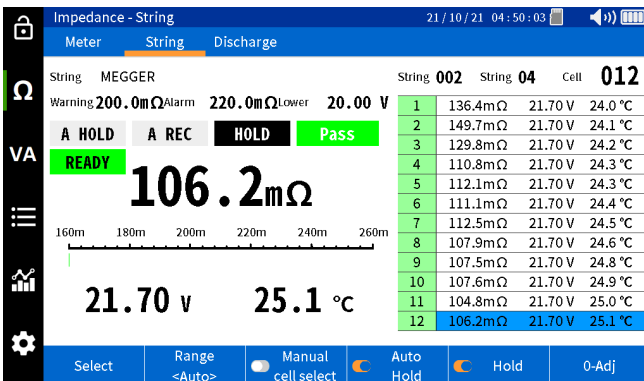 Impedance - String
21/10/21 04:50:03
Meter String Discharge
String MEGGER
String 002 String 04 Cell 012
Warning 200.0mΩ Alarm 220.0mΩ Lower 20.00 V
A HOLD A REC HOLD Pass
READY
106.2mΩ
160m 180m 200m 220m 240m 260m
21.70 V 25.1 °C
1 136.4mΩ 21.70 V 24.0 °C
2 149.7mΩ 21.70 V 24.1 °C
3 129.8mΩ 21.70 V 24.2 °C
4 110.8mΩ 21.70 V 24.3 °C
5 112.1mΩ 21.70 V 24.3 °C
6 111.1mΩ 21.70 V 24.4 °C
7 112.5mΩ 21.70 V 24.5 °C
8 107.9mΩ 21.70 V 24.6 °C
9 107.5mΩ 21.70 V 24.8 °C
10 107.6mΩ 21.70 V 24.9 °C
11 104.8mΩ 21.70 V 25.0 °C
12 106.2mΩ 21.70 V 25.1 °C
Ω
VA
Select
Range
<Auto>
Manual
cell select
Auto
Hold
Hold
0-Adj